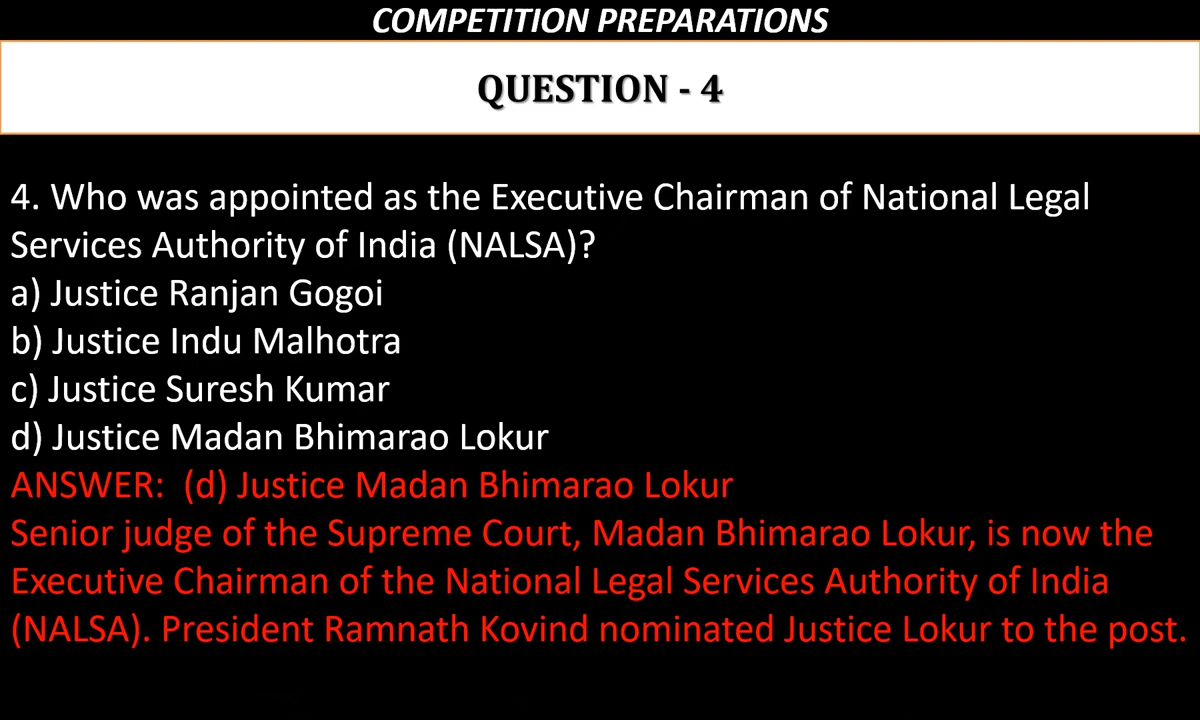 COMPETITION PREPARATIONS
QUESTION - 4
4. Who was appointed as the Executive Chairman of National Legal
Services Authority of India (NALSA)?
a) Justice Ranjan Gogoi
b) Justice Indu Malhotra
c) Justice Suresh Kumar
d) Justice Madan Bhimarao Lokur
ANSWER:  (d) Justice Madan Bhimarao Lokur
Senior judge of the Supreme Court, Madan Bhimarao Lokur, is now the
Executive Chairman of the National Legal Services Authority of India
(NALSA). President Ramnath Kovind nominated Justice Lokur to the post.